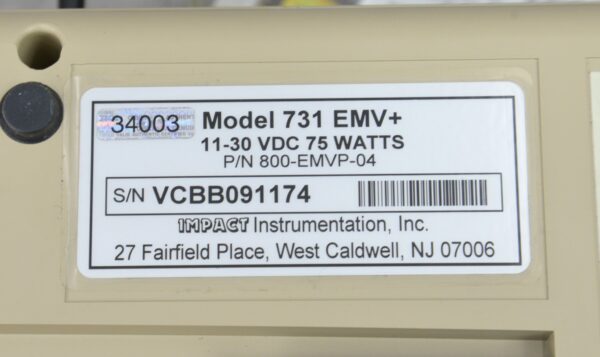 34003 Model 731 EMV+
11-30 VDC 75 WATTS
P/N 800-EMVP-04
S/N VCBB091174
IMPACT Instrumentation, Inc.
27 Fairfield Place, West Caldwell, NJ 07006